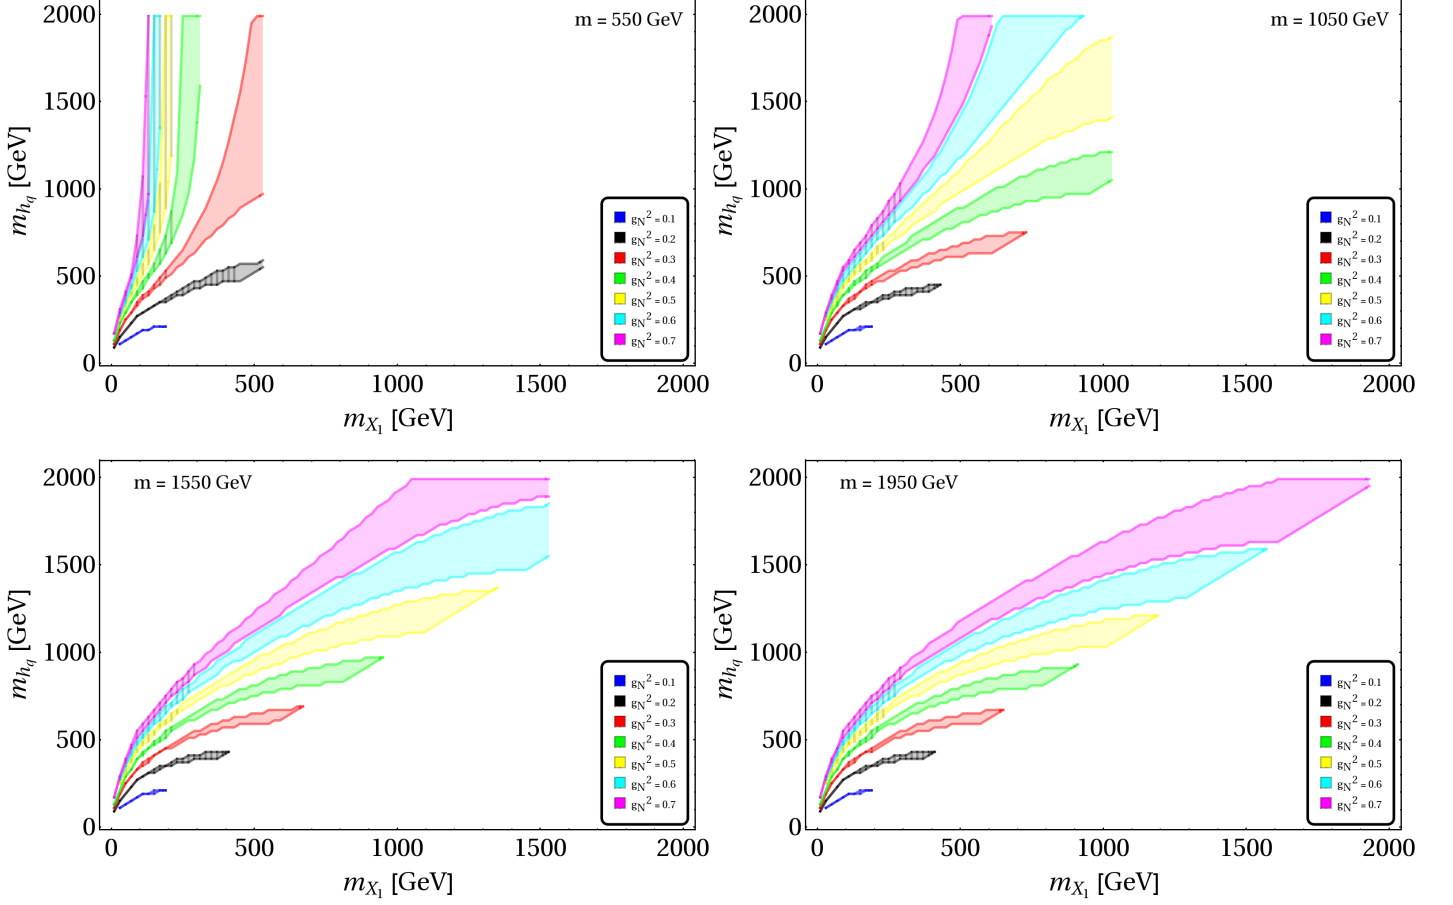 m = 550 GeV
2000
1500
1000
500
0
m_{h_q} [GeV]
g_N^2 = 0.1
g_N^2 = 0.2
g_N^2 = 0.3
g_N^2 = 0.4
g_N^2 = 0.5
g_N^2 = 0.6
g_N^2 = 0.7
0 500 1000 1500 2000
m_{X_1} [GeV]
m = 1050 GeV
2000
1500
1000
500
0
m_{h_q} [GeV]
g_N^2 = 0.1
g_N^2 = 0.2
g_N^2 = 0.3
g_N^2 = 0.4
g_N^2 = 0.5
g_N^2 = 0.6
g_N^2 = 0.7
0 500 1000 1500 2000
m_{X_1} [GeV]
m = 1550 GeV
2000
1500
1000
500
0
m_{h_q} [GeV]
g_N^2 = 0.1
g_N^2 = 0.2
g_N^2 = 0.3
g_N^2 = 0.4
g_N^2 = 0.5
g_N^2 = 0.6
g_N^2 = 0.7
0 500 1000 1500 2000
m_{X_1} [GeV]
m = 1950 GeV
2000
1500
1000
500
0
m_{h_q} [GeV]
g_N^2 = 0.1
g_N^2 = 0.2
g_N^2 = 0.3
g_N^2 = 0.4
g_N^2 = 0.5
g_N^2 = 0.6
g_N^2 = 0.7
0 500 1000 1500 2000
m_{X_1} [GeV]